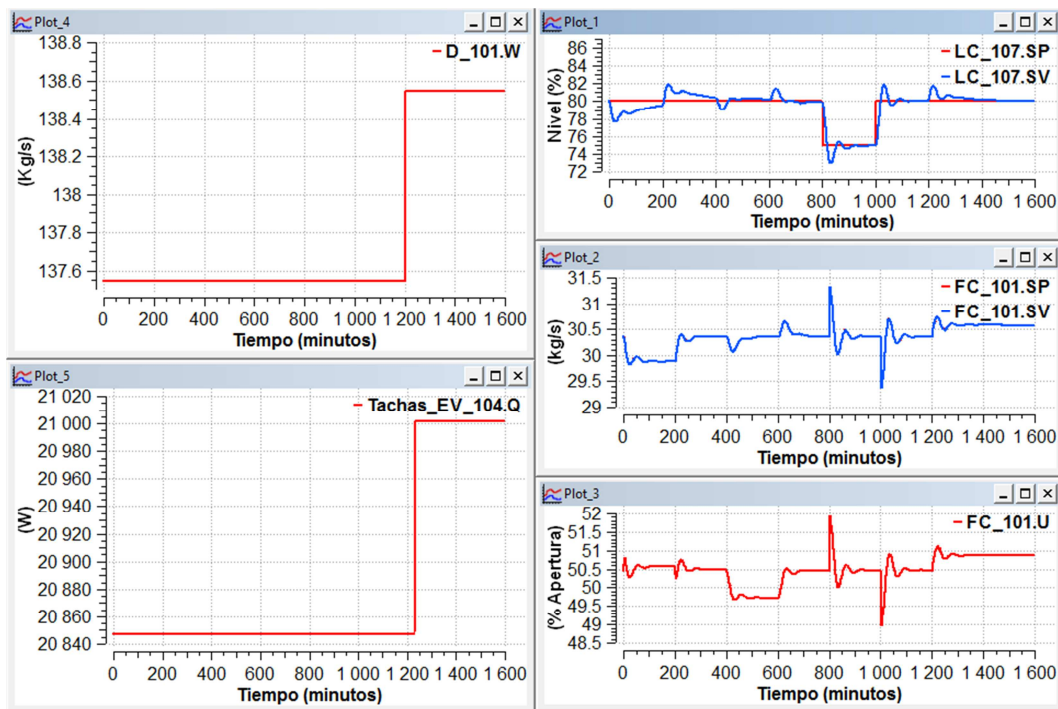 Plot_4
138.8
138.6
138.4
138.2
138
137.8
137.6
(Kg/s)
D_101.W
0 200 400 600 800 1 000 1 200 1 400 1 600
Tiempo (minutos)
Plot_5
21 020
21 000
20 980
20 960
20 940
20 920
20 900
20 880
20 860
20 840
(W)
Tachas_EV_104.Q
0 200 400 600 800 1 000 1 200 1 400 1 600
Tiempo (minutos)
Plot_1
86
84
82
80
78
76
74
72
Nivel (%)
LC_107.SP
LC_107.SV
0 200 400 600 800 1 000 1 200 1 400 1 600
Tiempo (minutos)
Plot_2
31.5
31
30.5
30
29.5
29
(kg/s)
FC_101.SP
FC_101.SV
0 200 400 600 800 1 000 1 200 1 400 1 600
Tiempo (minutos)
Plot_3
52
51.5
51
50.5
50
49.5
49
48.5
(% Apertura)
FC_101.U
0 200 400 600 800 1 000 1 200 1 400 1 600
Tiempo (minutos)